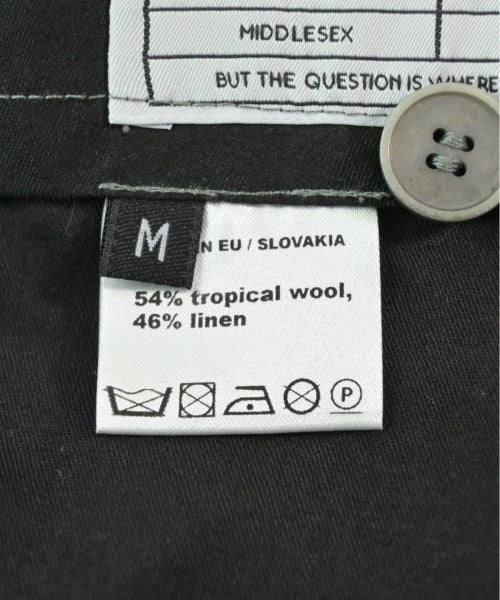 MIDDLESEX
BUT THE QUESTION IS WHERE
M
N EU / SLOVAKIA
54% tropical wool,
46% linen
P